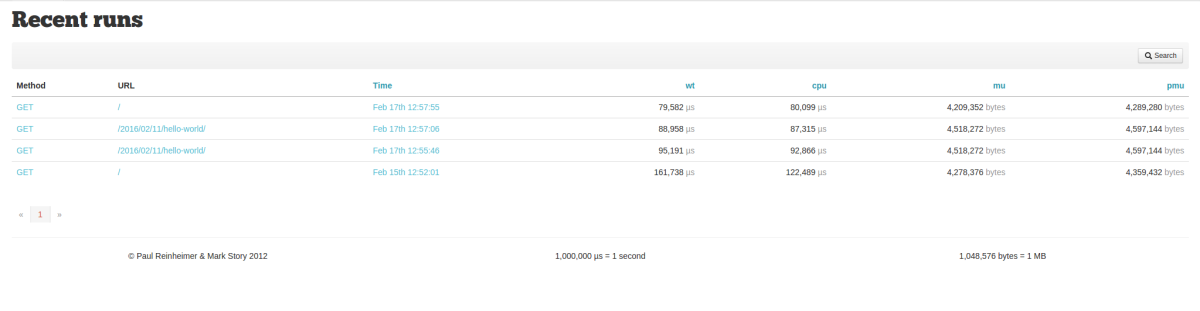 Recent runs
Search
Method URL Time wt cpu mu pmu
GET / Feb 17th 12:57:55 79,582 µs 80,099 µs 4,209,352 bytes 4,289,280 bytes
GET /2016/02/11/hello-world/ Feb 17th 12:57:06 88,958 µs 87,315 µs 4,518,272 bytes 4,597,144 bytes
GET /2016/02/11/hello-world/ Feb 17th 12:55:46 95,191 µs 92,866 µs 4,518,272 bytes 4,597,144 bytes
GET / Feb 15th 12:52:01 161,738 µs 122,489 µs 4,278,376 bytes 4,359,432 bytes
« 1 »
© Paul Reinheimer & Mark Story 2012 1,000,000 µs = 1 second 1,048,576 bytes = 1 MB